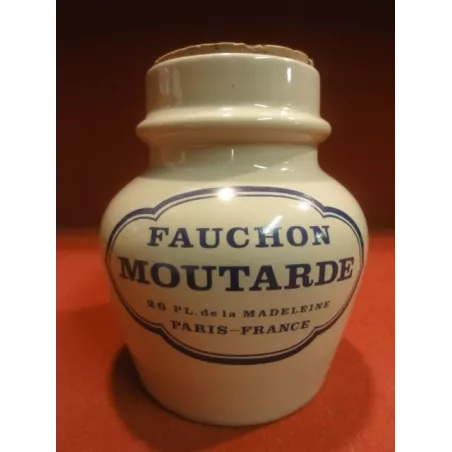 FAUCHON
MOUTARDE
26 PL. de la MADELEINE
PARIS-FRANCE